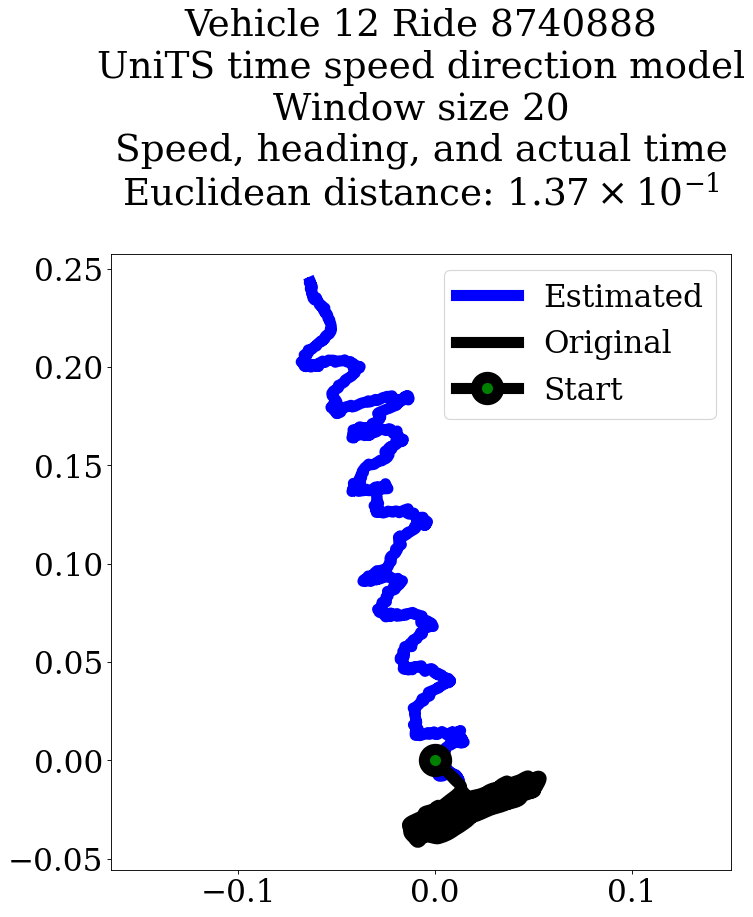 Vehicle 12 Ride 8740888
UniTS time speed direction model
Window size 20
Speed, heading, and actual time
Euclidean distance: 1.37 × 10⁻¹
0.25
0.20
0.15
0.10
0.05
0.00
−0.05
−0.1
0.0
0.1
Estimated
Original
Start